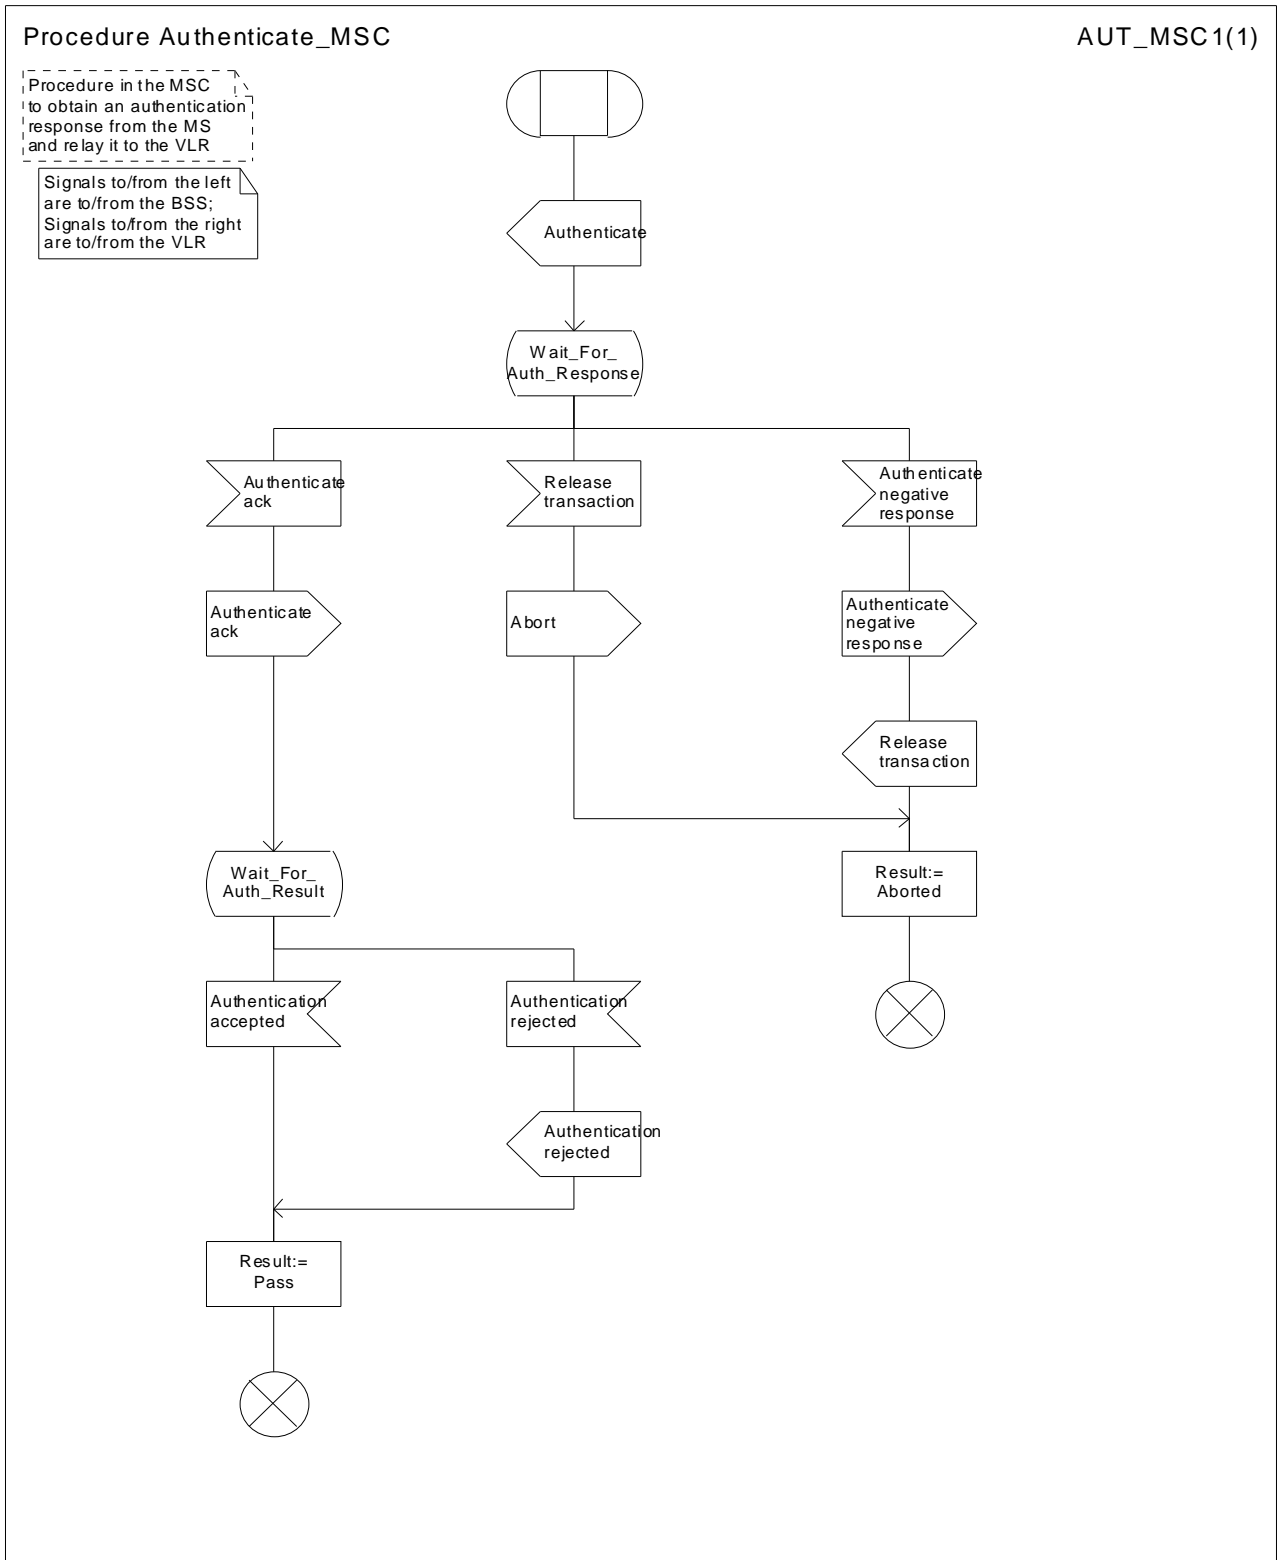 Procedure Authenticate_MSC
AUT_MSC1(1)
Procedure in the MSC
to obtain an authentication
response from the MS
and relay it to the VLR
Signals to/from the left
are to/from the BSS;
Signals to/from the right
are to/from the VLR
Authenticate
Wait_For_
Auth_Response
Authenticate
ack
Release
transaction
Authenticate
negative
response
Authenticate
ack
Abort
Authenticate
negative
response
Release
transaction
Wait_For_
Auth_Result
Result:=
Aborted
Authentication
accepted
Authentication
rejected
Authentication
rejected
Result:=
Pass